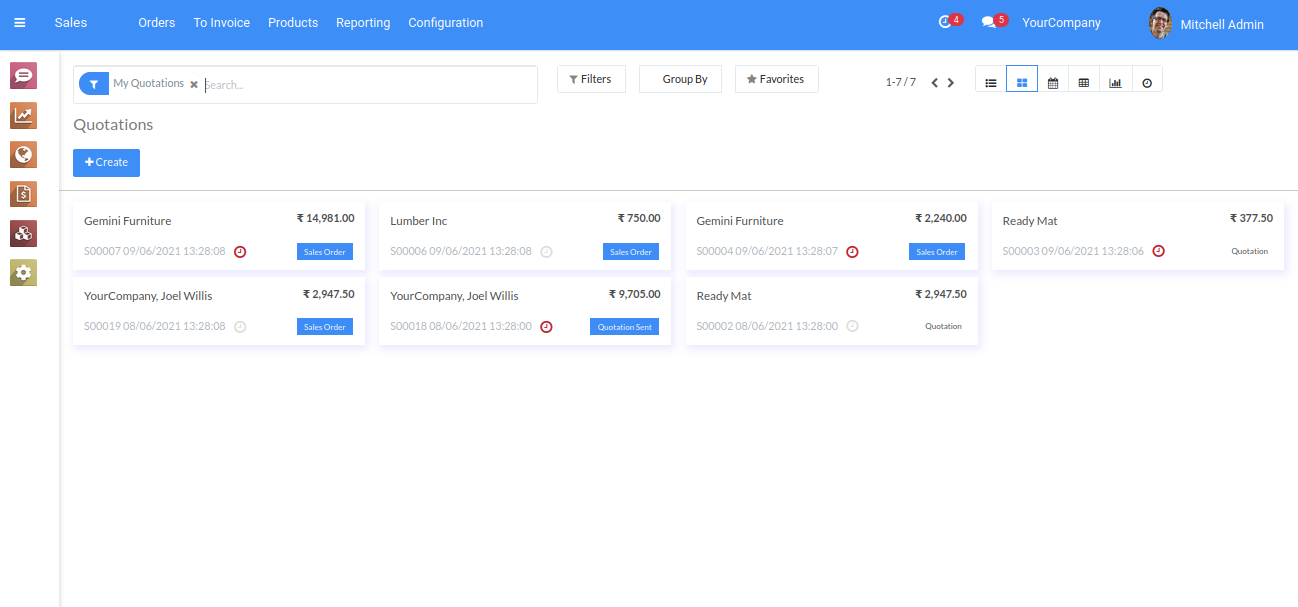 Sales Orders To Invoice Products Reporting Configuration 4 5 YourCompany Mitchell Admin
My Quotations Search... Filters Group By Favorites 1-7 / 7
Quotations
Create
Gemini Furniture ₹ 14,981.00 Lumber Inc ₹ 750.00 Gemini Furniture ₹ 2,240.00 Ready Mat ₹ 377.50
S00007 09/06/2021 13:28:08 Sales Order S00006 09/06/2021 13:28:08 Sales Order S00004 09/06/2021 13:28:07 Sales Order S00003 09/06/2021 13:28:06 Quotation
YourCompany, Joel Willis ₹ 2,947.50 YourCompany, Joel Willis ₹ 9,705.00 Ready Mat ₹ 2,947.50
S00019 08/06/2021 13:28:08 Sales Order S00018 08/06/2021 13:28:00 Quotation Sent S00002 08/06/2021 13:28:00 Quotation